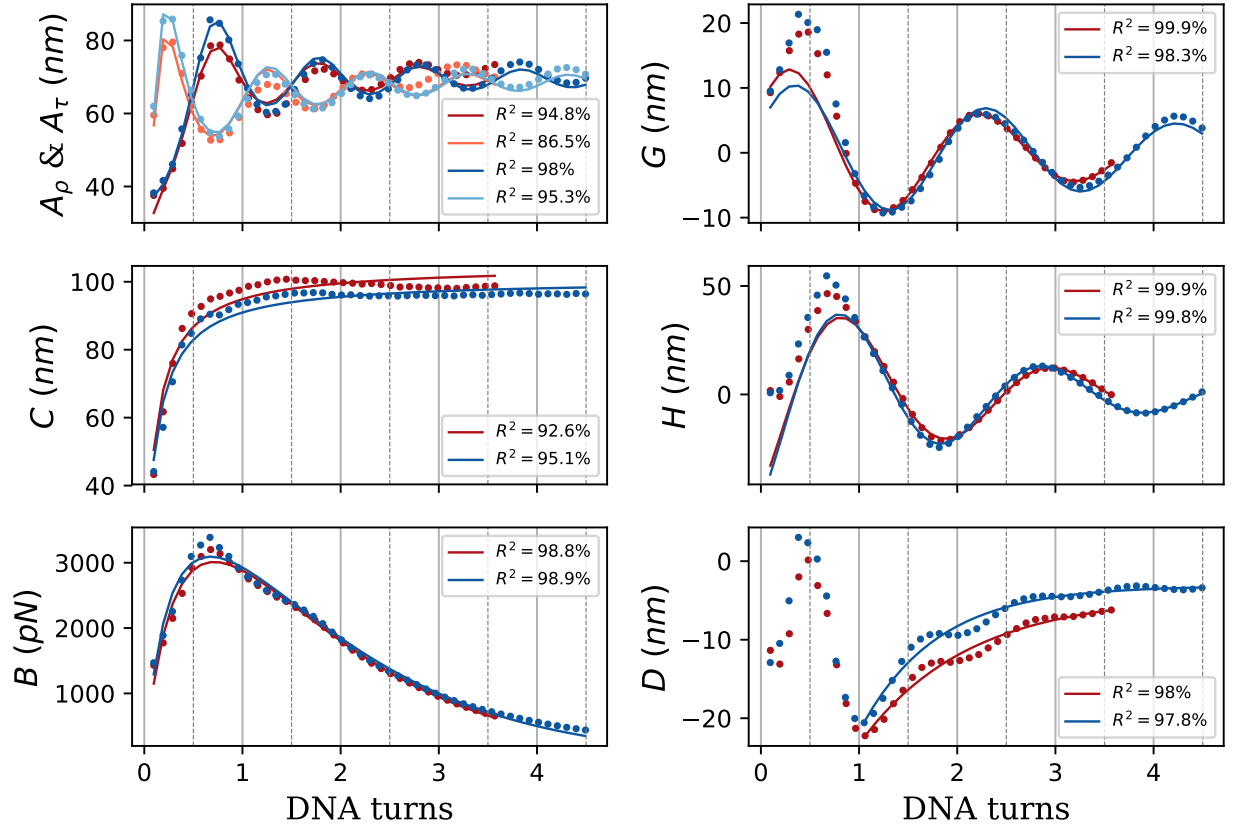 A_ρ & A_τ (nm)
80
60
40
R² = 94.8%
R² = 86.5%
R² = 98%
R² = 95.3%
G (nm)
20
10
0
−10
R² = 99.9%
R² = 98.3%
C (nm)
100
80
60
40
R² = 92.6%
R² = 95.1%
H (nm)
50
0
R² = 99.9%
R² = 99.8%
B (pN)
3000
2000
1000
R² = 98.8%
R² = 98.9%
0 1 2 3 4
DNA turns
D (nm)
0
−10
−20
R² = 98%
R² = 97.8%
0 1 2 3 4
DNA turns